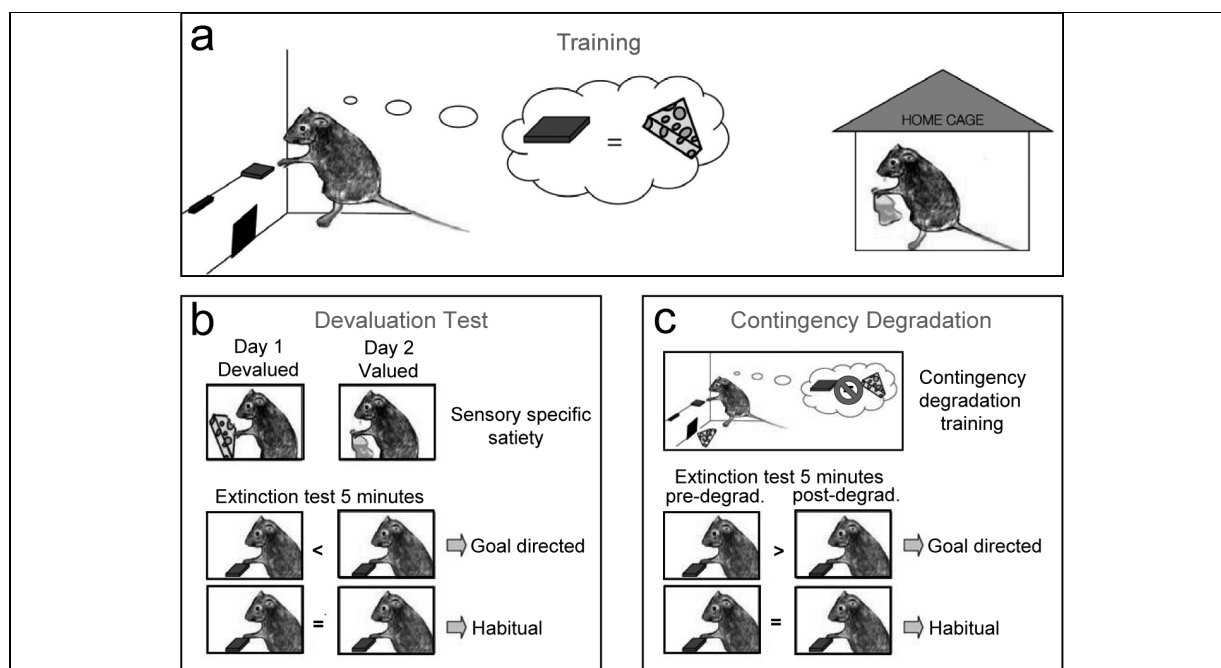 a
Training
=
HOME CAGE
b
Devaluation Test
Day 1
Devalued
Day 2
Valued
Sensory specific
satiety
Extinction test 5 minutes
<
Goal directed
=
Habitual
c
Contingency Degradation
Contingency
degradation
training
Extinction test 5 minutes
pre-degrad. post-degrad.
>
Goal directed
=
Habitual